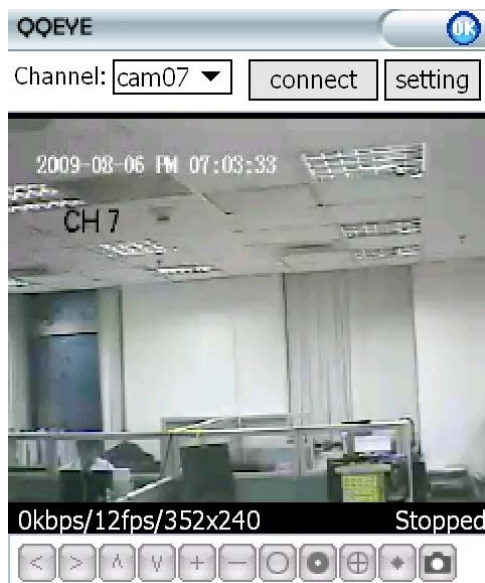 QQEYE OK
Channel: cam07 connect setting
2009-08-06 PM 07:03:33
CH 7
0kbps/12fps/352x240 Stopped